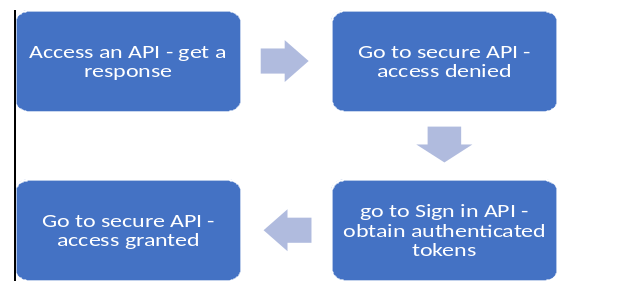 Access an API - get a
response
Go to secure API -
access denied
go to Sign in API -
obtain authenticated
tokens
Go to secure API -
access granted